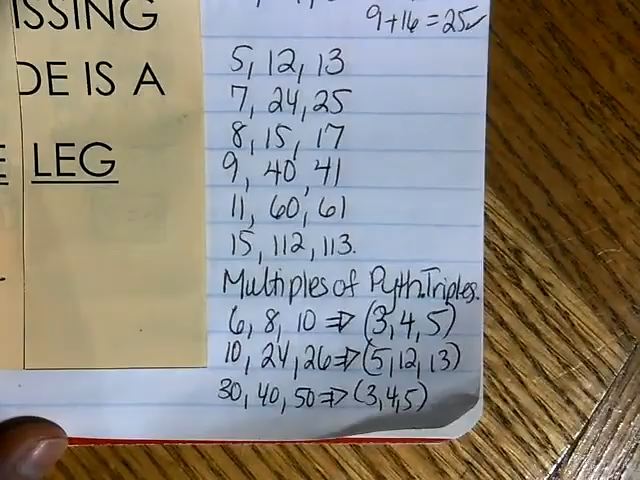 ISSING
DE IS A
LEG
9+16=25✓
5, 12, 13
7, 24, 25
8, 15, 17
9, 40, 41
11, 60, 61
15, 112, 113.
Multiples of Pyth. Triples.
6, 8, 10 ⇒ (3, 4, 5)
10, 24, 26 ⇒ (5, 12, 13)
30, 40, 50 ⇒ (3,4,5)